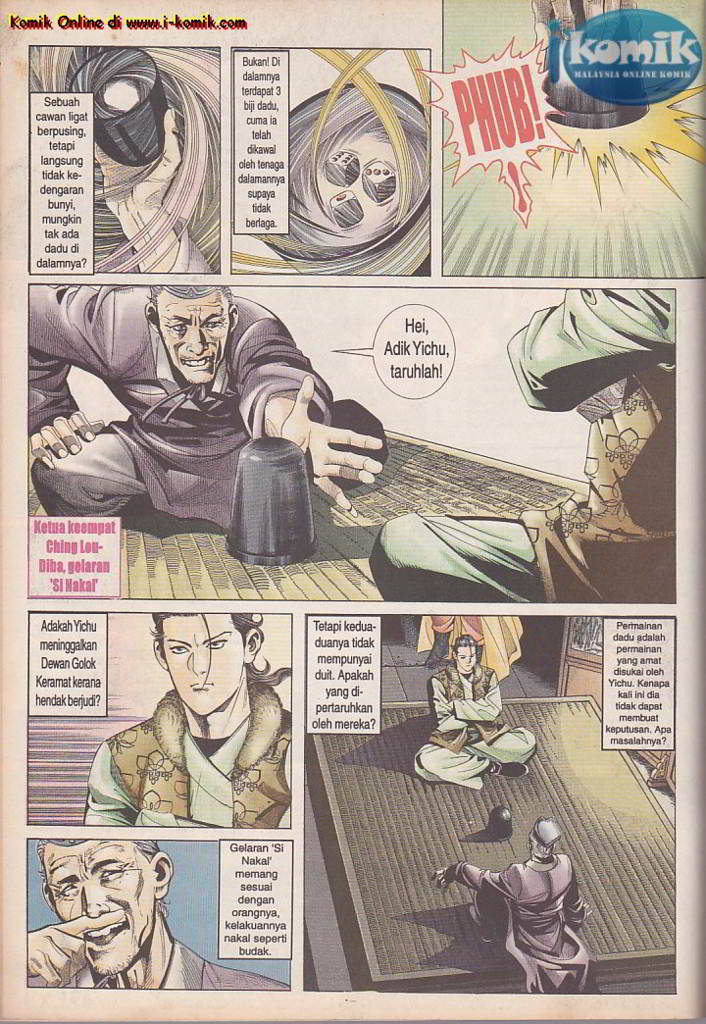 Komik Online di www.i-komik.com
ikomik
MALAYSIA ONLINE KOMIK
Sebuah
cawan ligat
berpusing,
tetapi
langsung
tidak ke-
dengaran
bunyi,
mungkin
tak ada
dadu di
dalamnya?
Bukan! Di
dalamnya
terdapat 3
biji dadu,
cuma ia
telah
dikawal
oleh tenaga
dalamannya
supaya
tidak
berlaga.
PHUB!
Hei,
Adik Yichu,
taruhlah!
Ketua keempat
Ching Lou-
Diba, gelaran
'Si Nakal'
Adakah Yichu
meninggalkan
Dewan Golok
Keramat kerana
hendak berjudi?
Tetapi kedua-
duanya tidak
mempunyai
duit. Apakah
yang di-
pertaruhkan
oleh mereka?
Permainan
dadu adalah
permainan
yang amat
disukai oleh
Yichu. Kenapa
kali ini dia
tidak dapat
membuat
keputusan. Apa
masalahnya?
Gelaran 'Si
Nakal'
memang
sesuai
dengan
orangnya,
kelakuannya
nakal seperti
budak.